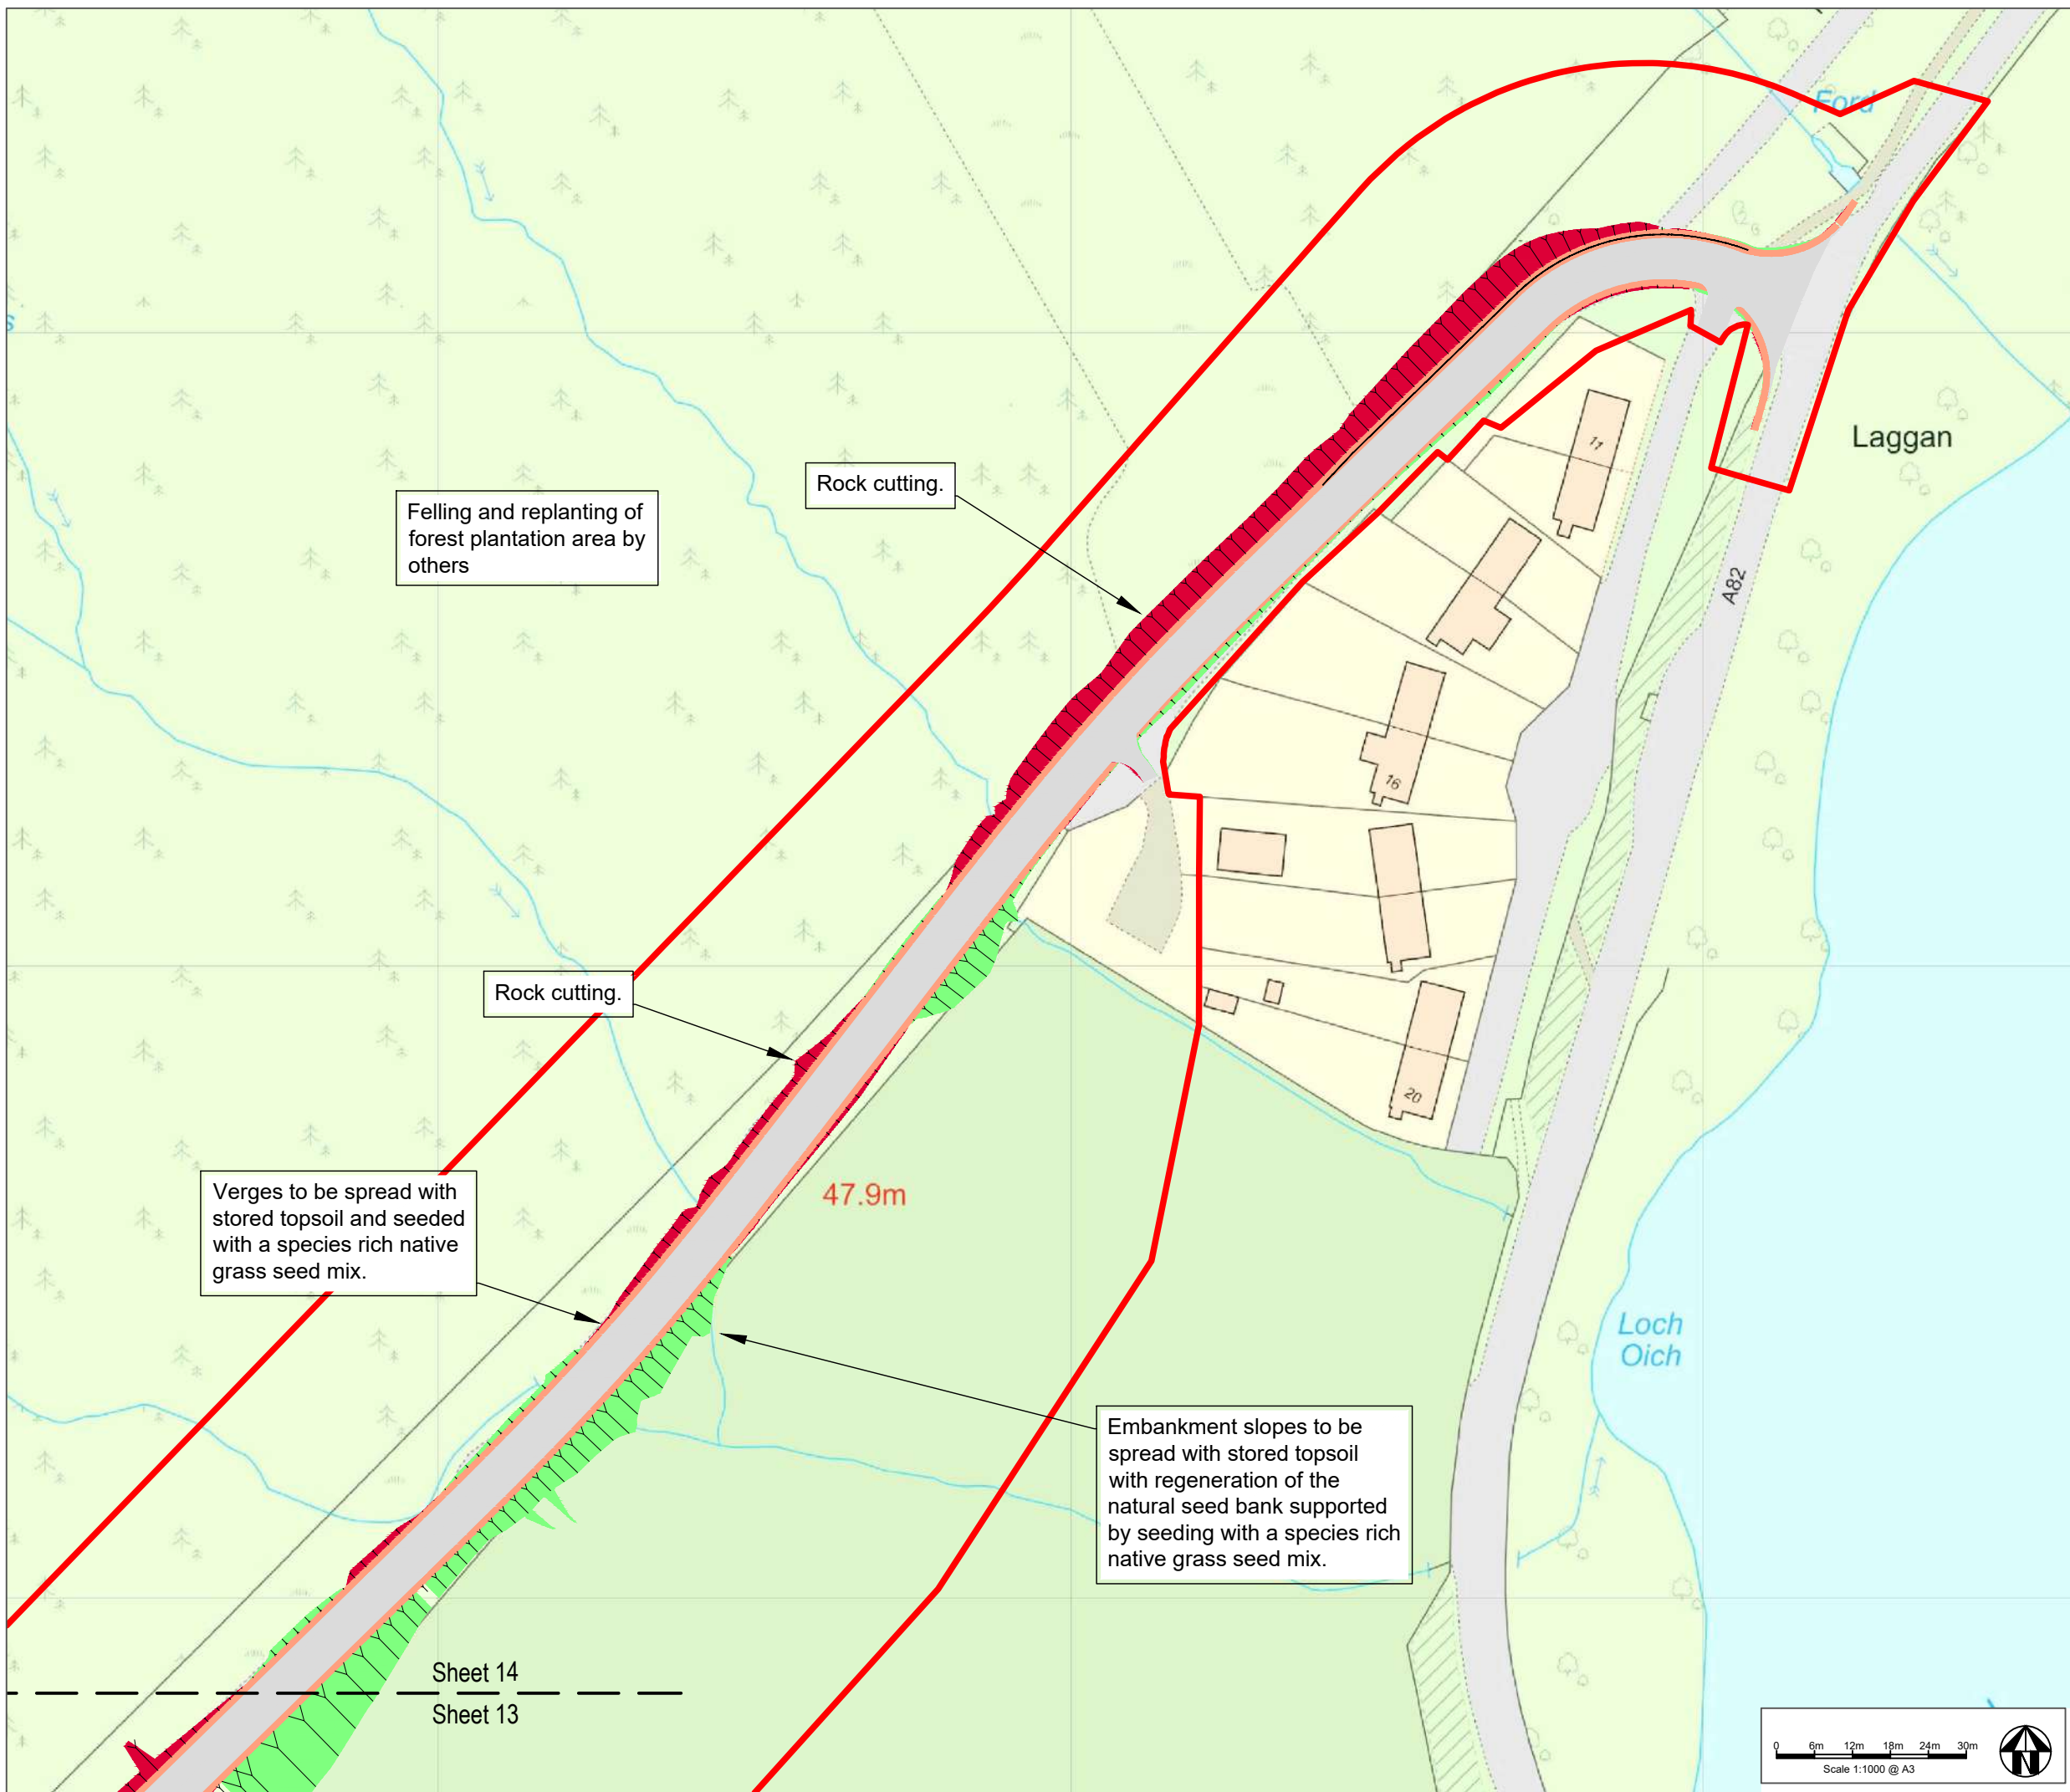 Ford
Laggan
11
Rock cutting.
Felling and replanting of
forest plantation area by
others
A82
16
Rock cutting.
20
Verges to be spread with
stored topsoil and seeded
with a species rich native
grass seed mix.
47.9m
Loch
Oich
Embankment slopes to be
spread with stored topsoil
with regeneration of the
natural seed bank supported
by seeding with a species rich
native grass seed mix.
Sheet 14
Sheet 13
0 6m 12m 18m 24m 30m
Scale 1:1000 @ A3
N